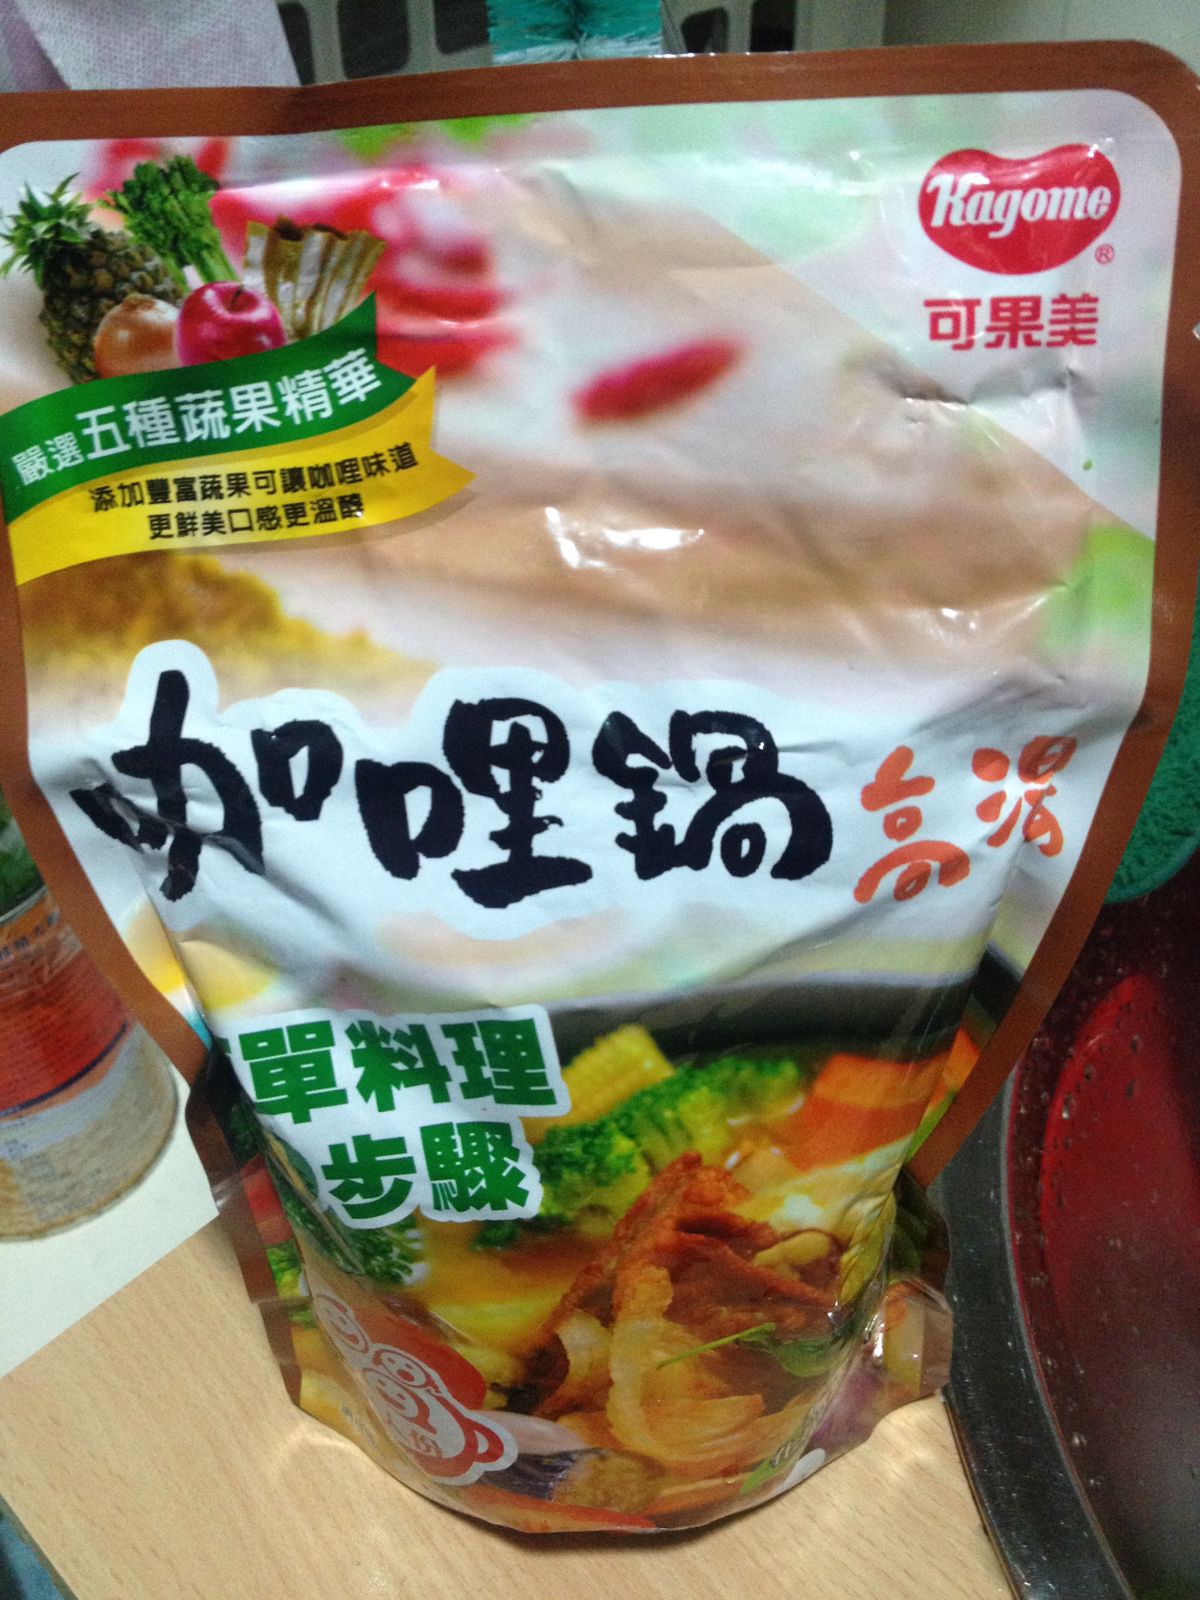 Kagome
®
可果美
嚴選五種蔬果精華
添加豐富蔬果可讓咖哩味道
更鮮美口感更溫醇
咖哩鍋高湯
單料理
步驟